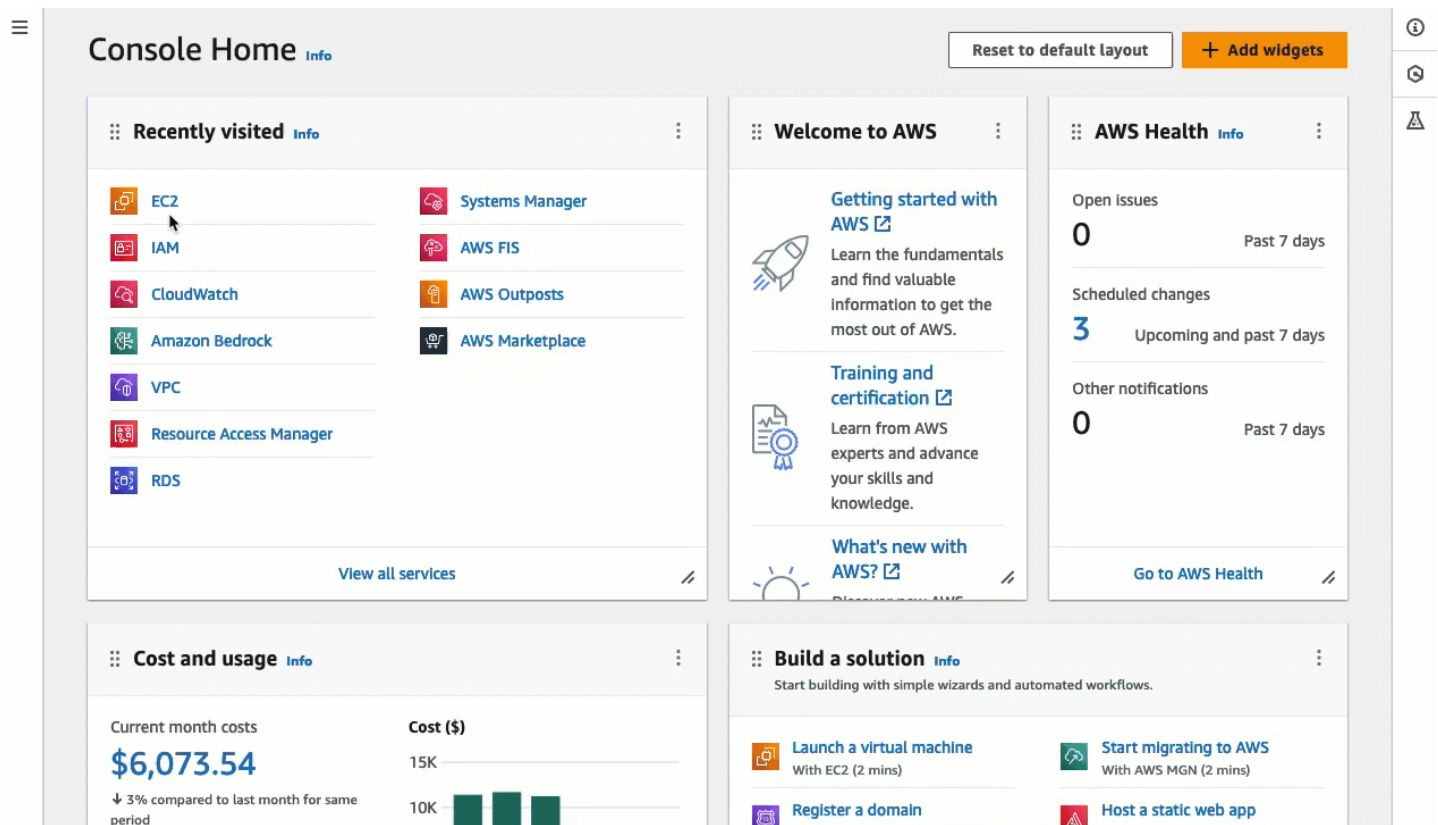 Console Home Info
Reset to default layout
+ Add widgets
Recently visited Info
EC2
IAM
CloudWatch
Amazon Bedrock
VPC
Resource Access Manager
RDS
Systems Manager
AWS FIS
AWS Outposts
AWS Marketplace
View all services
Welcome to AWS
Getting started with
AWS
Learn the fundamentals
and find valuable
information to get the
most out of AWS.
Training and
certification
Learn from AWS
experts and advance
your skills and
knowledge.
What's new with
AWS?
Discover new AWS
AWS Health Info
Open issues
0
Past 7 days
Scheduled changes
3
Upcoming and past 7 days
Other notifications
0
Past 7 days
Go to AWS Health
Cost and usage Info
Current month costs
$6,073.54
3% compared to last month for same
period
Cost ($)
15K
10K
Build a solution Info
Start building with simple wizards and automated workflows.
Launch a virtual machine
With EC2 (2 mins)
Register a domain
Start migrating to AWS
With AWS MGN (2 mins)
Host a static web app